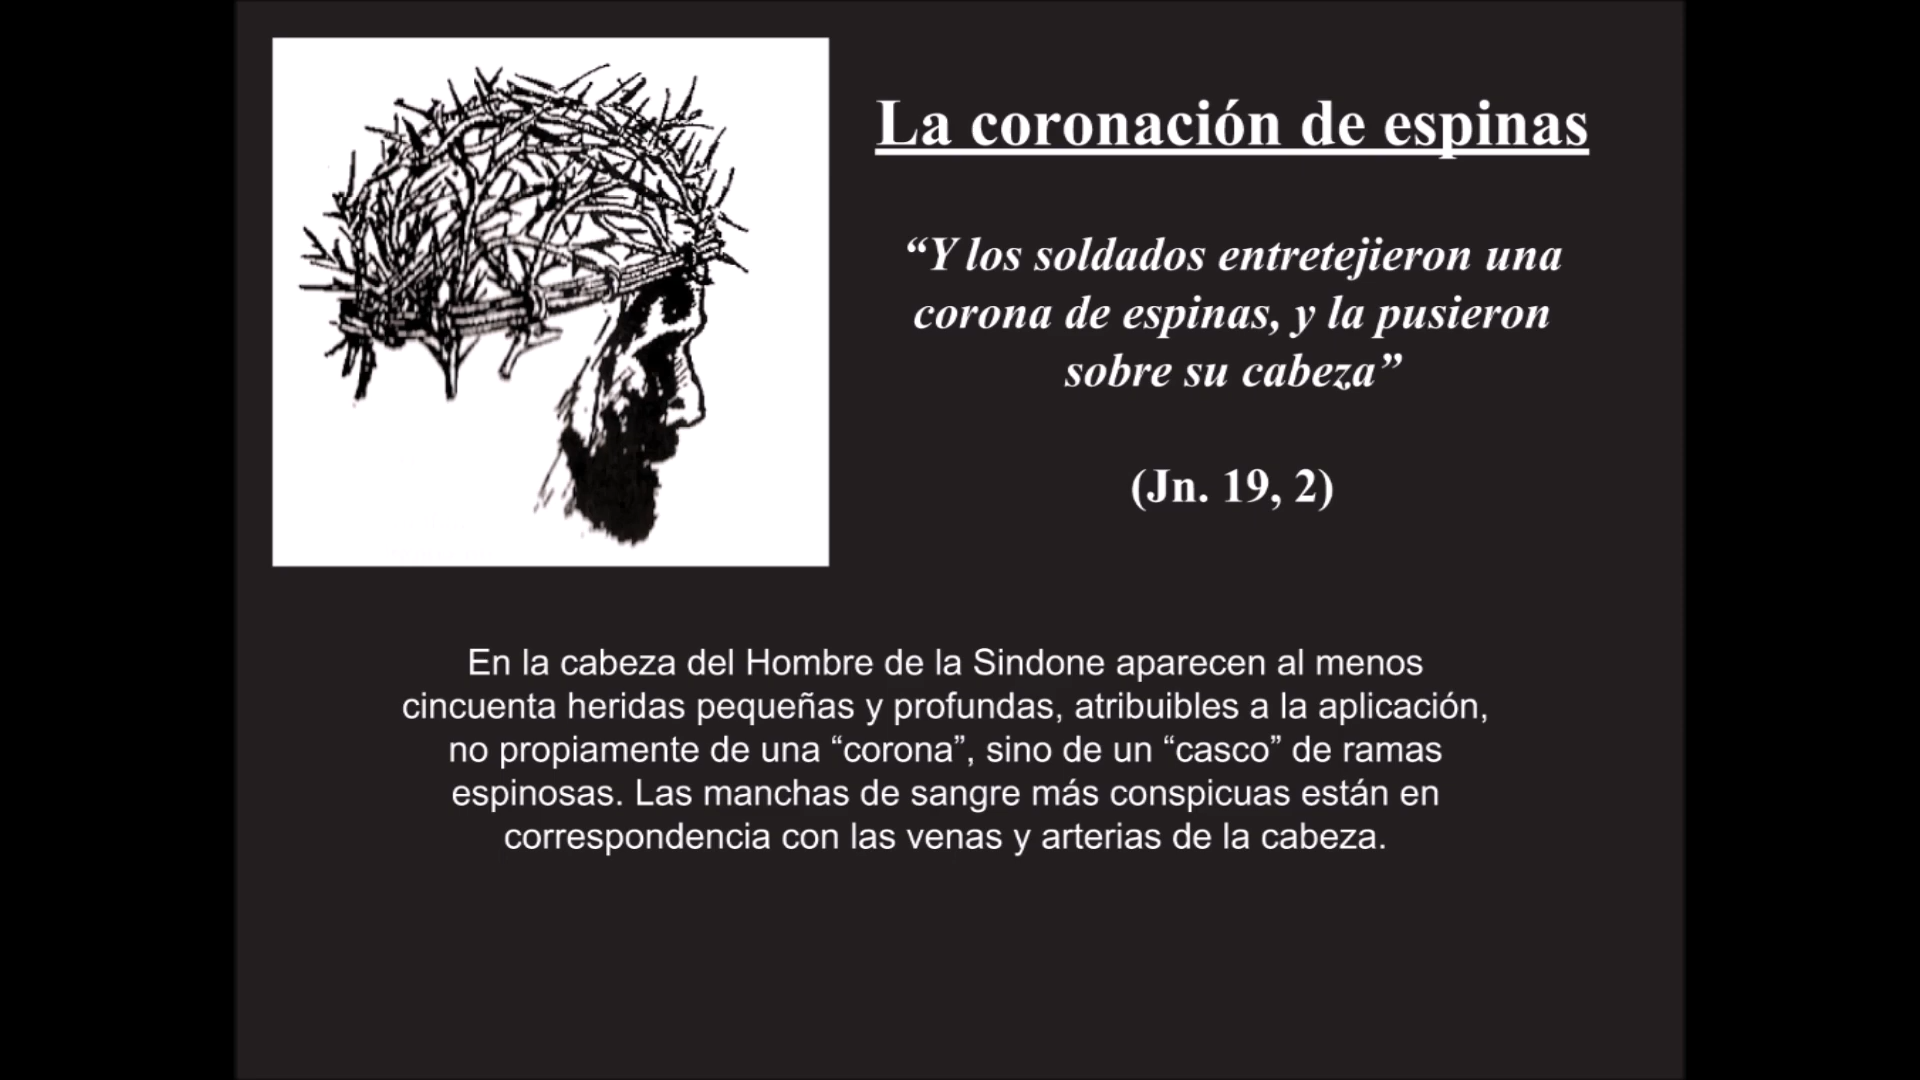 La coronación de espinas
“Y los soldados entretejieron una
corona de espinas, y la pusieron
sobre su cabeza”
(Jn. 19, 2)
En la cabeza del Hombre de la Sindone aparecen al menos
cincuenta heridas pequeñas y profundas, atribuibles a la aplicación,
no propiamente de una “corona”, sino de un “casco” de ramas
espinosas. Las manchas de sangre más conspicuas están en
correspondencia con las venas y arterias de la cabeza.